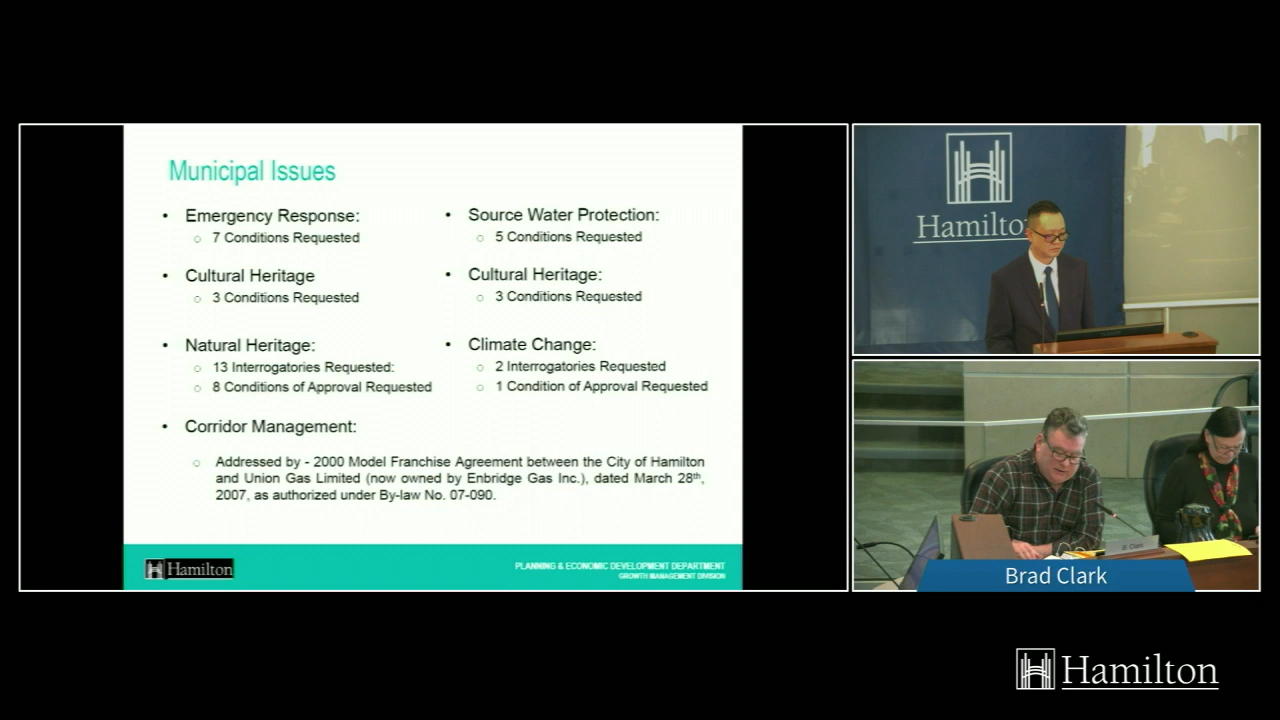 Municipal Issues
• Emergency Response:
○ 7 Conditions Requested
• Cultural Heritage
○ 3 Conditions Requested
• Natural Heritage:
○ 13 Interrogatories Requested:
○ 8 Conditions of Approval Requested
• Source Water Protection:
○ 5 Conditions Requested
• Cultural Heritage:
○ 3 Conditions Requested
• Climate Change:
○ 2 Interrogatories Requested
○ 1 Condition of Approval Requested
• Corridor Management:
○ Addressed by - 2000 Model Franchise Agreement between the City of Hamilton
and Union Gas Limited (now owned by Enbridge Gas Inc.), dated March 28th,
2007, as authorized under By-law No. 07-090.
Hamilton
PLANNING & ECONOMIC DEVELOPMENT DEPARTMENT
GROWTH MANAGEMENT DIVISION
Hamilto
B. Clark
Brad Clark
Hamilton